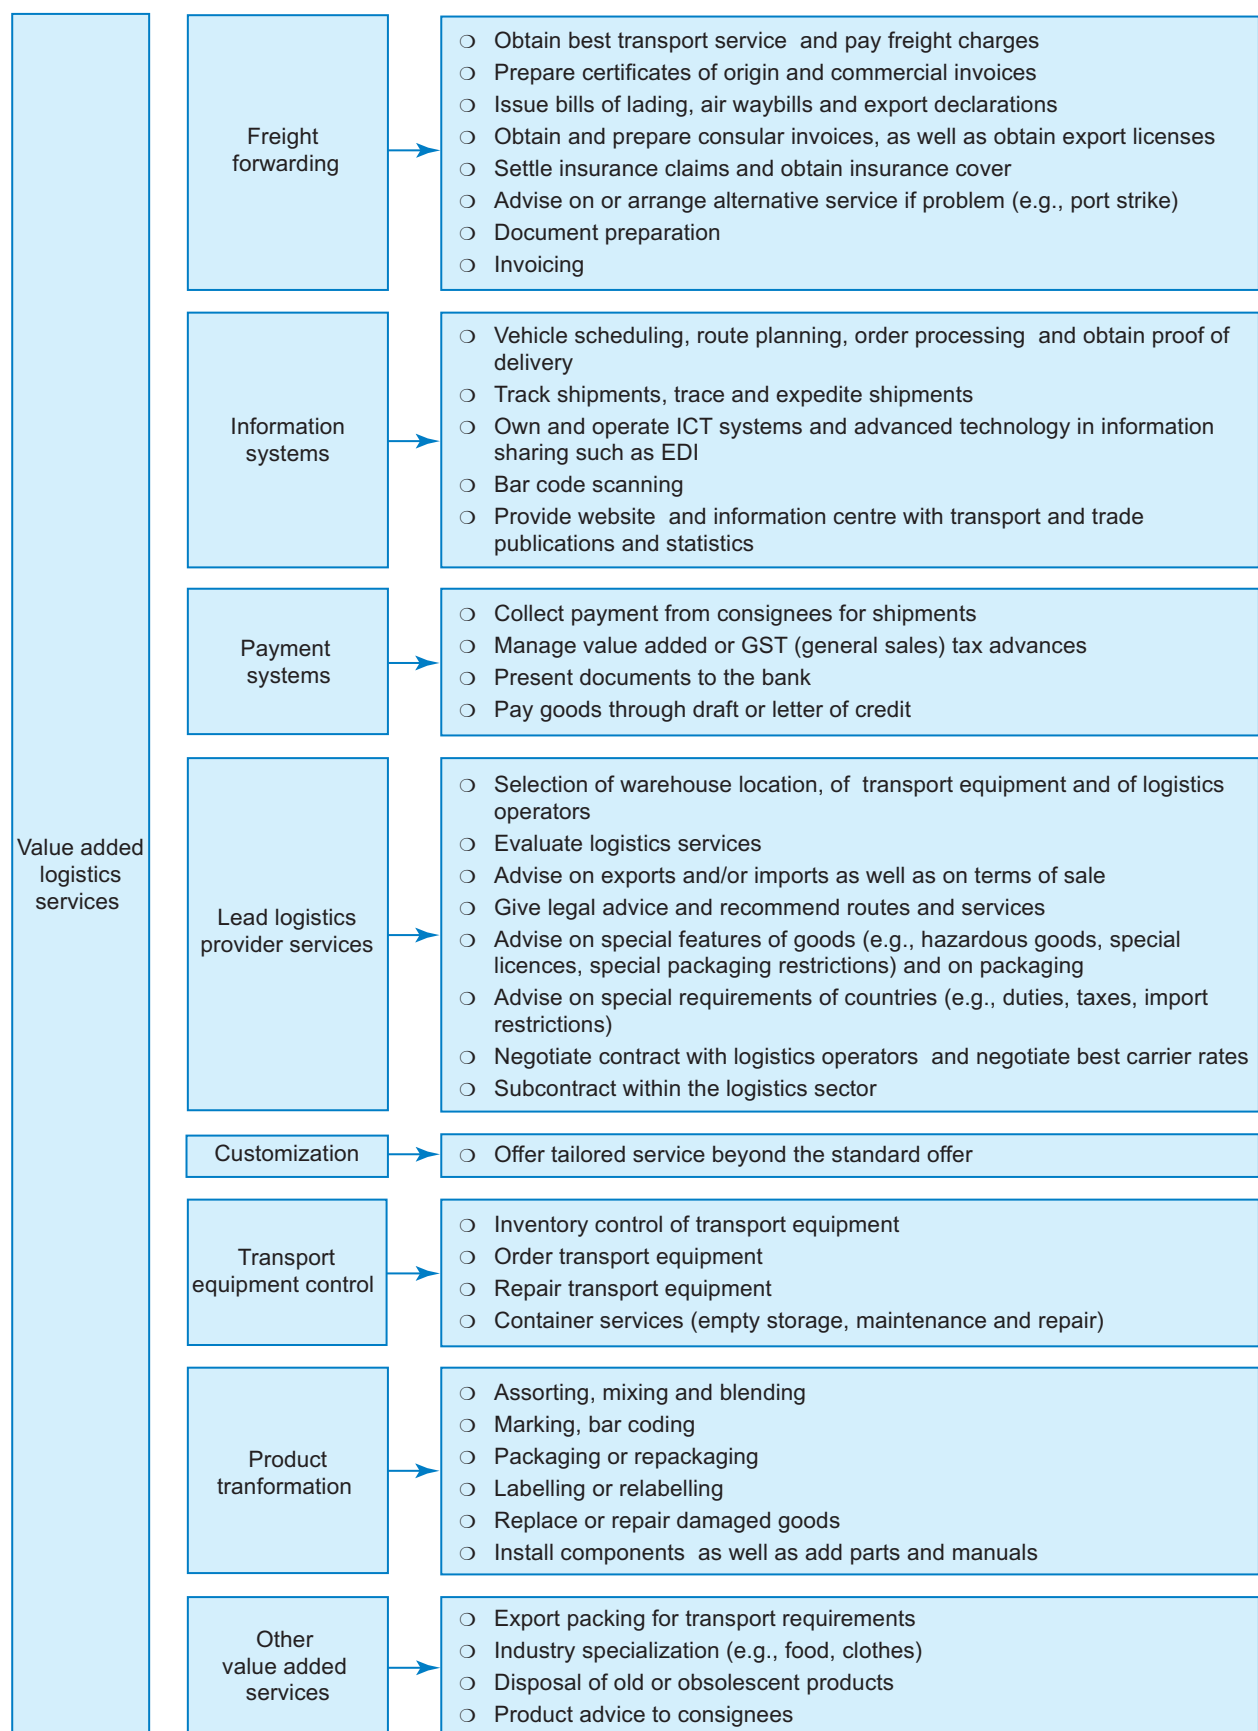 Value added
logistics
services
Freight
forwarding
❍ Obtain best transport service and pay freight charges
❍ Prepare certificates of origin and commercial invoices
❍ Issue bills of lading, air waybills and export declarations
❍ Obtain and prepare consular invoices, as well as obtain export licenses
❍ Settle insurance claims and obtain insurance cover
❍ Advise on or arrange alternative service if problem (e.g., port strike)
❍ Document preparation
❍ Invoicing
Information
systems
❍ Vehicle scheduling, route planning, order processing and obtain proof of
delivery
❍ Track shipments, trace and expedite shipments
❍ Own and operate ICT systems and advanced technology in information
sharing such as EDI
❍ Bar code scanning
❍ Provide website and information centre with transport and trade
publications and statistics
Payment
systems
❍ Collect payment from consignees for shipments
❍ Manage value added or GST (general sales) tax advances
❍ Present documents to the bank
❍ Pay goods through draft or letter of credit
Lead logistics
provider services
❍ Selection of warehouse location, of transport equipment and of logistics
operators
❍ Evaluate logistics services
❍ Advise on exports and/or imports as well as on terms of sale
❍ Give legal advice and recommend routes and services
❍ Advise on special features of goods (e.g., hazardous goods, special
licences, special packaging restrictions) and on packaging
❍ Advise on special requirements of countries (e.g., duties, taxes, import
restrictions)
❍ Negotiate contract with logistics operators and negotiate best carrier rates
❍ Subcontract within the logistics sector
Customization
❍ Offer tailored service beyond the standard offer
Transport
equipment control
❍ Inventory control of transport equipment
❍ Order transport equipment
❍ Repair transport equipment
❍ Container services (empty storage, maintenance and repair)
Product
tranformation
❍ Assorting, mixing and blending
❍ Marking, bar coding
❍ Packaging or repackaging
❍ Labelling or relabelling
❍ Replace or repair damaged goods
❍ Install components as well as add parts and manuals
Other
value added
services
❍ Export packing for transport requirements
❍ Industry specialization (e.g., food, clothes)
❍ Disposal of old or obsolescent products
❍ Product advice to consignees